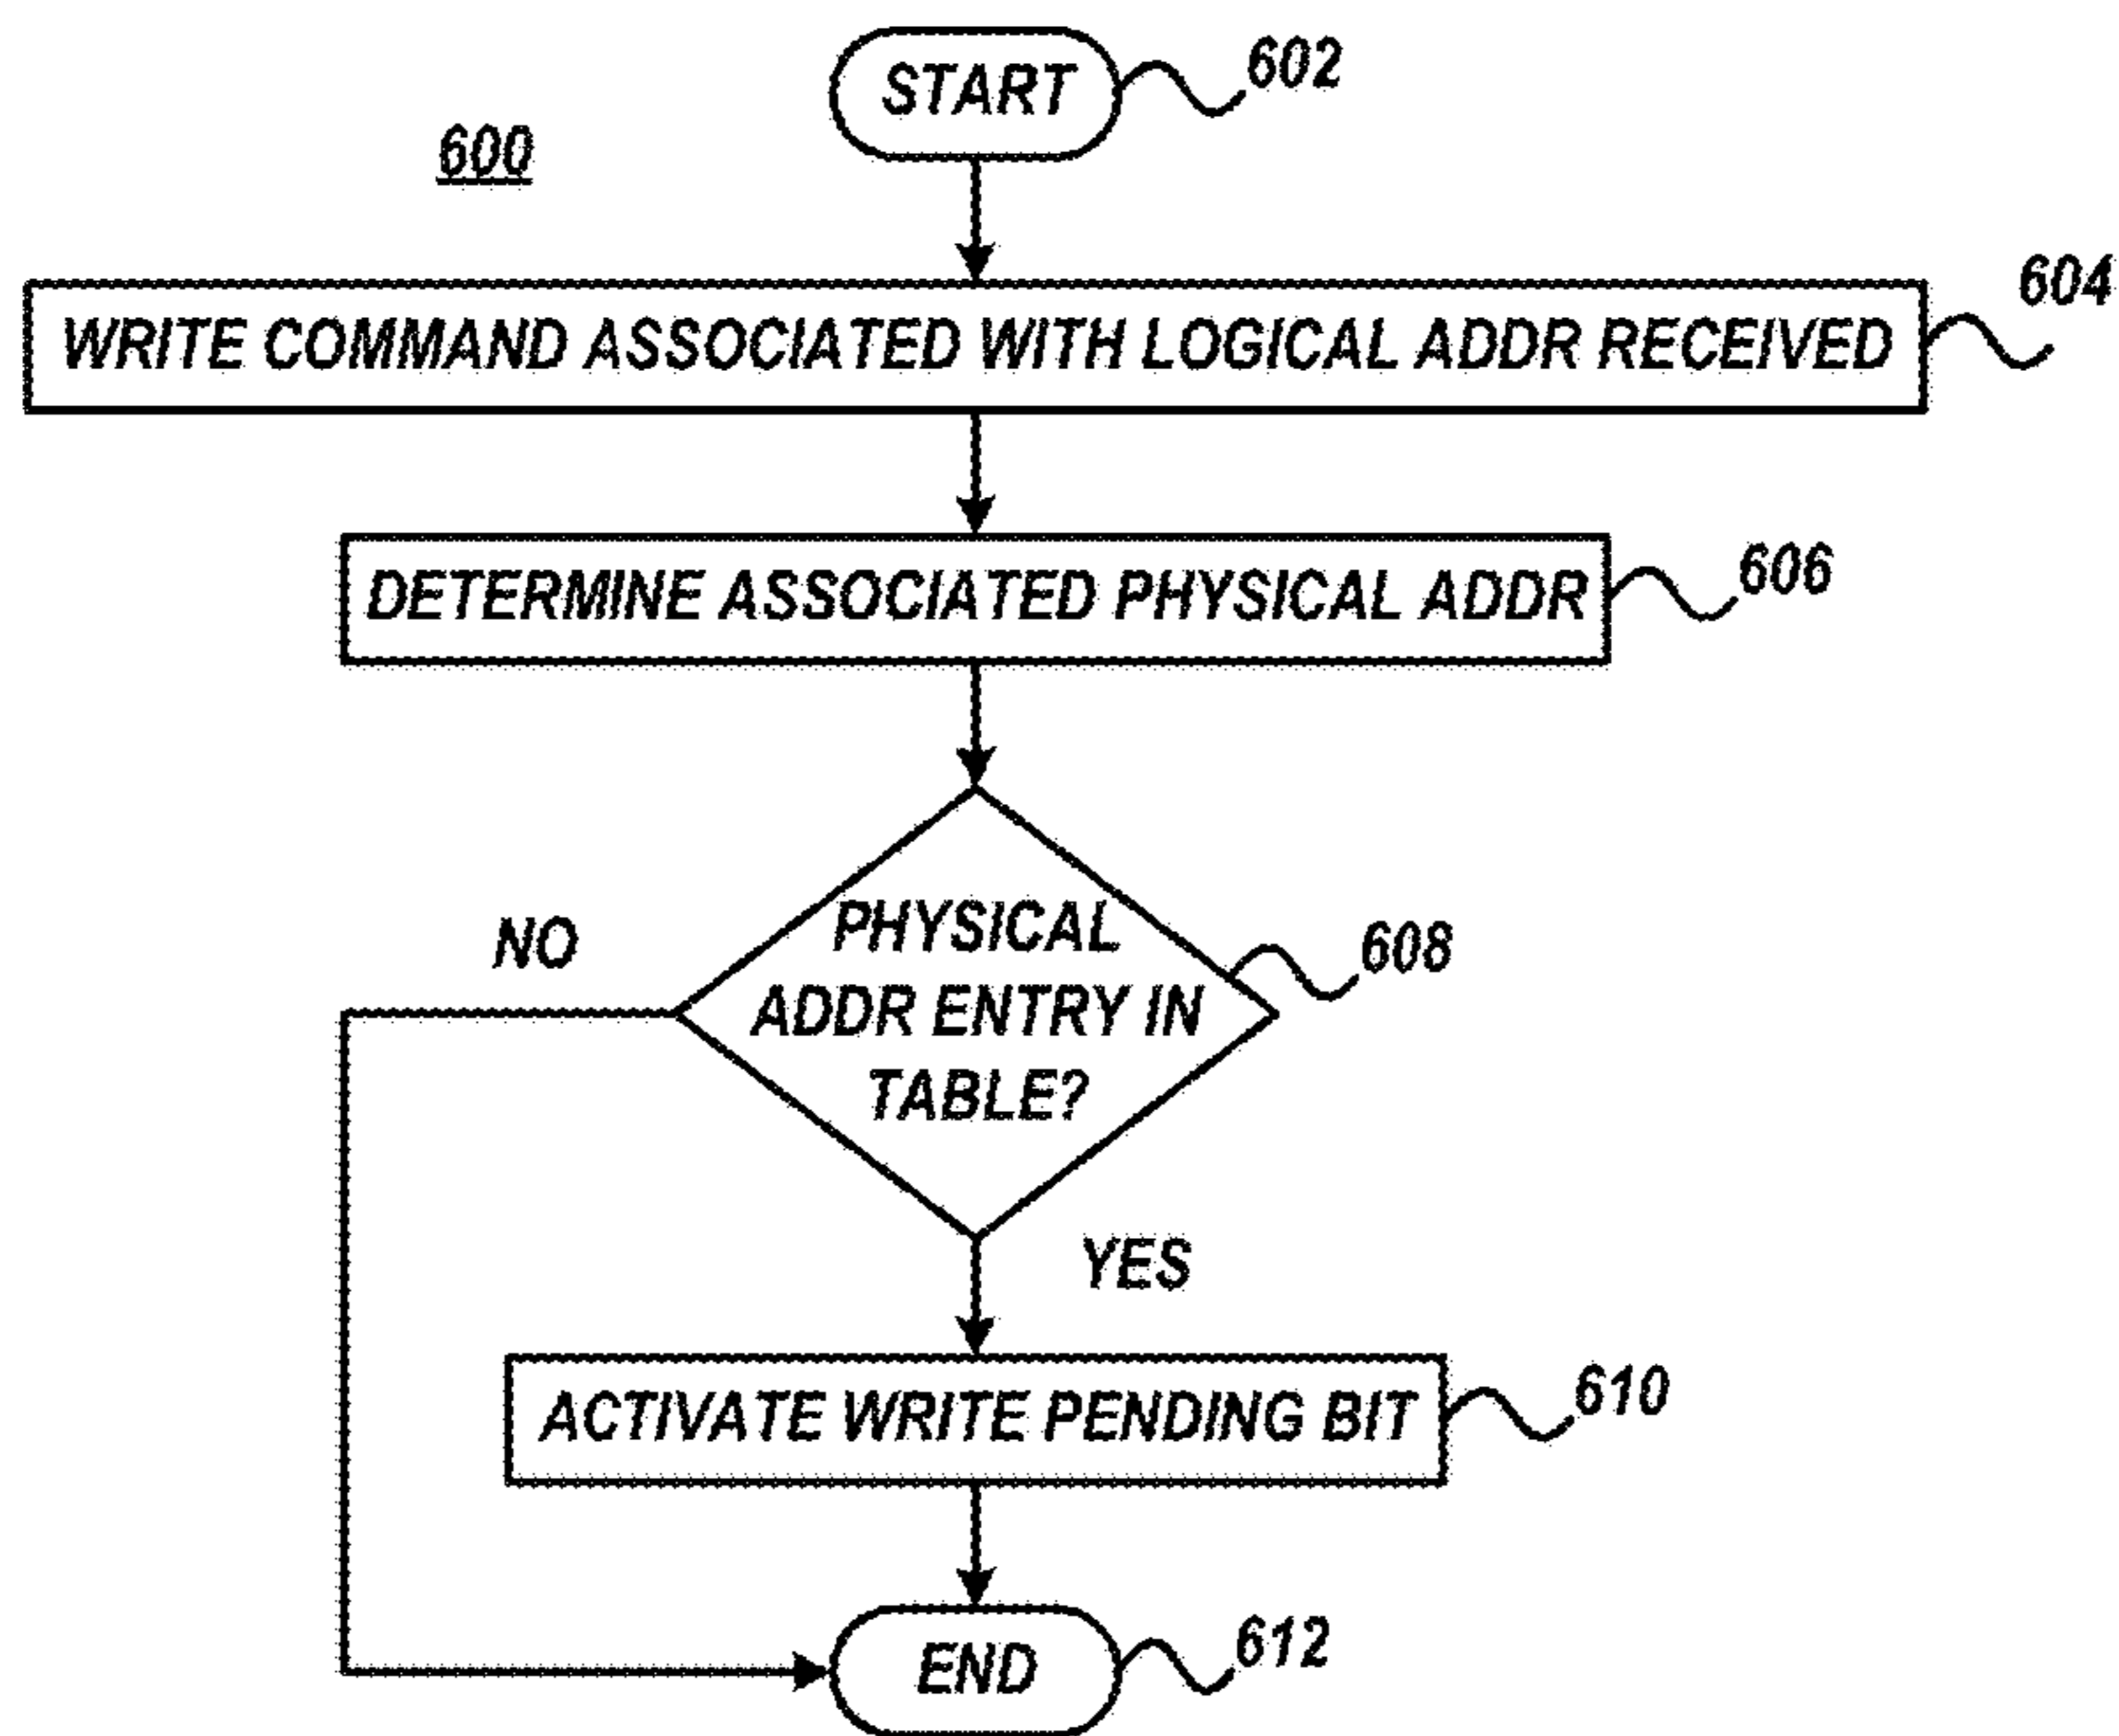 START
602
600
604
WRITE COMMAND ASSOCIATED WITH LOGICAL ADDR RECEIVED
DETERMINE ASSOCIATED PHYSICAL ADDR
606
PHYSICAL
ADDR ENTRY IN
TABLE?
608
NO
YES
ACTIVATE WRITE PENDING BIT
610
END
612